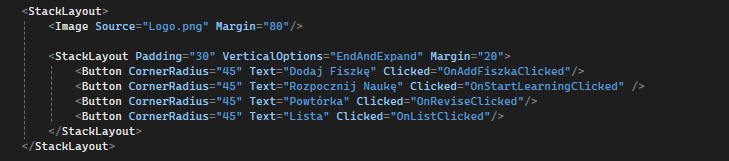 <StackLayout>
<Image Source="Logo.png" Margin="80"/>
<StackLayout Padding="30" VerticalOptions="EndAndExpand" Margin="20">
<Button CornerRadius="45" Text="Dodaj Fiszkę" Clicked="OnAddFiszkaClicked"/>
<Button CornerRadius="45" Text="Rozpocznij Naukę" Clicked="OnStartLearningClicked" />
<Button CornerRadius="45" Text="Powtórka" Clicked="OnReviseClicked"/>
<Button CornerRadius="45" Text="Lista" Clicked="OnListClicked"/>
</StackLayout>
</StackLayout>